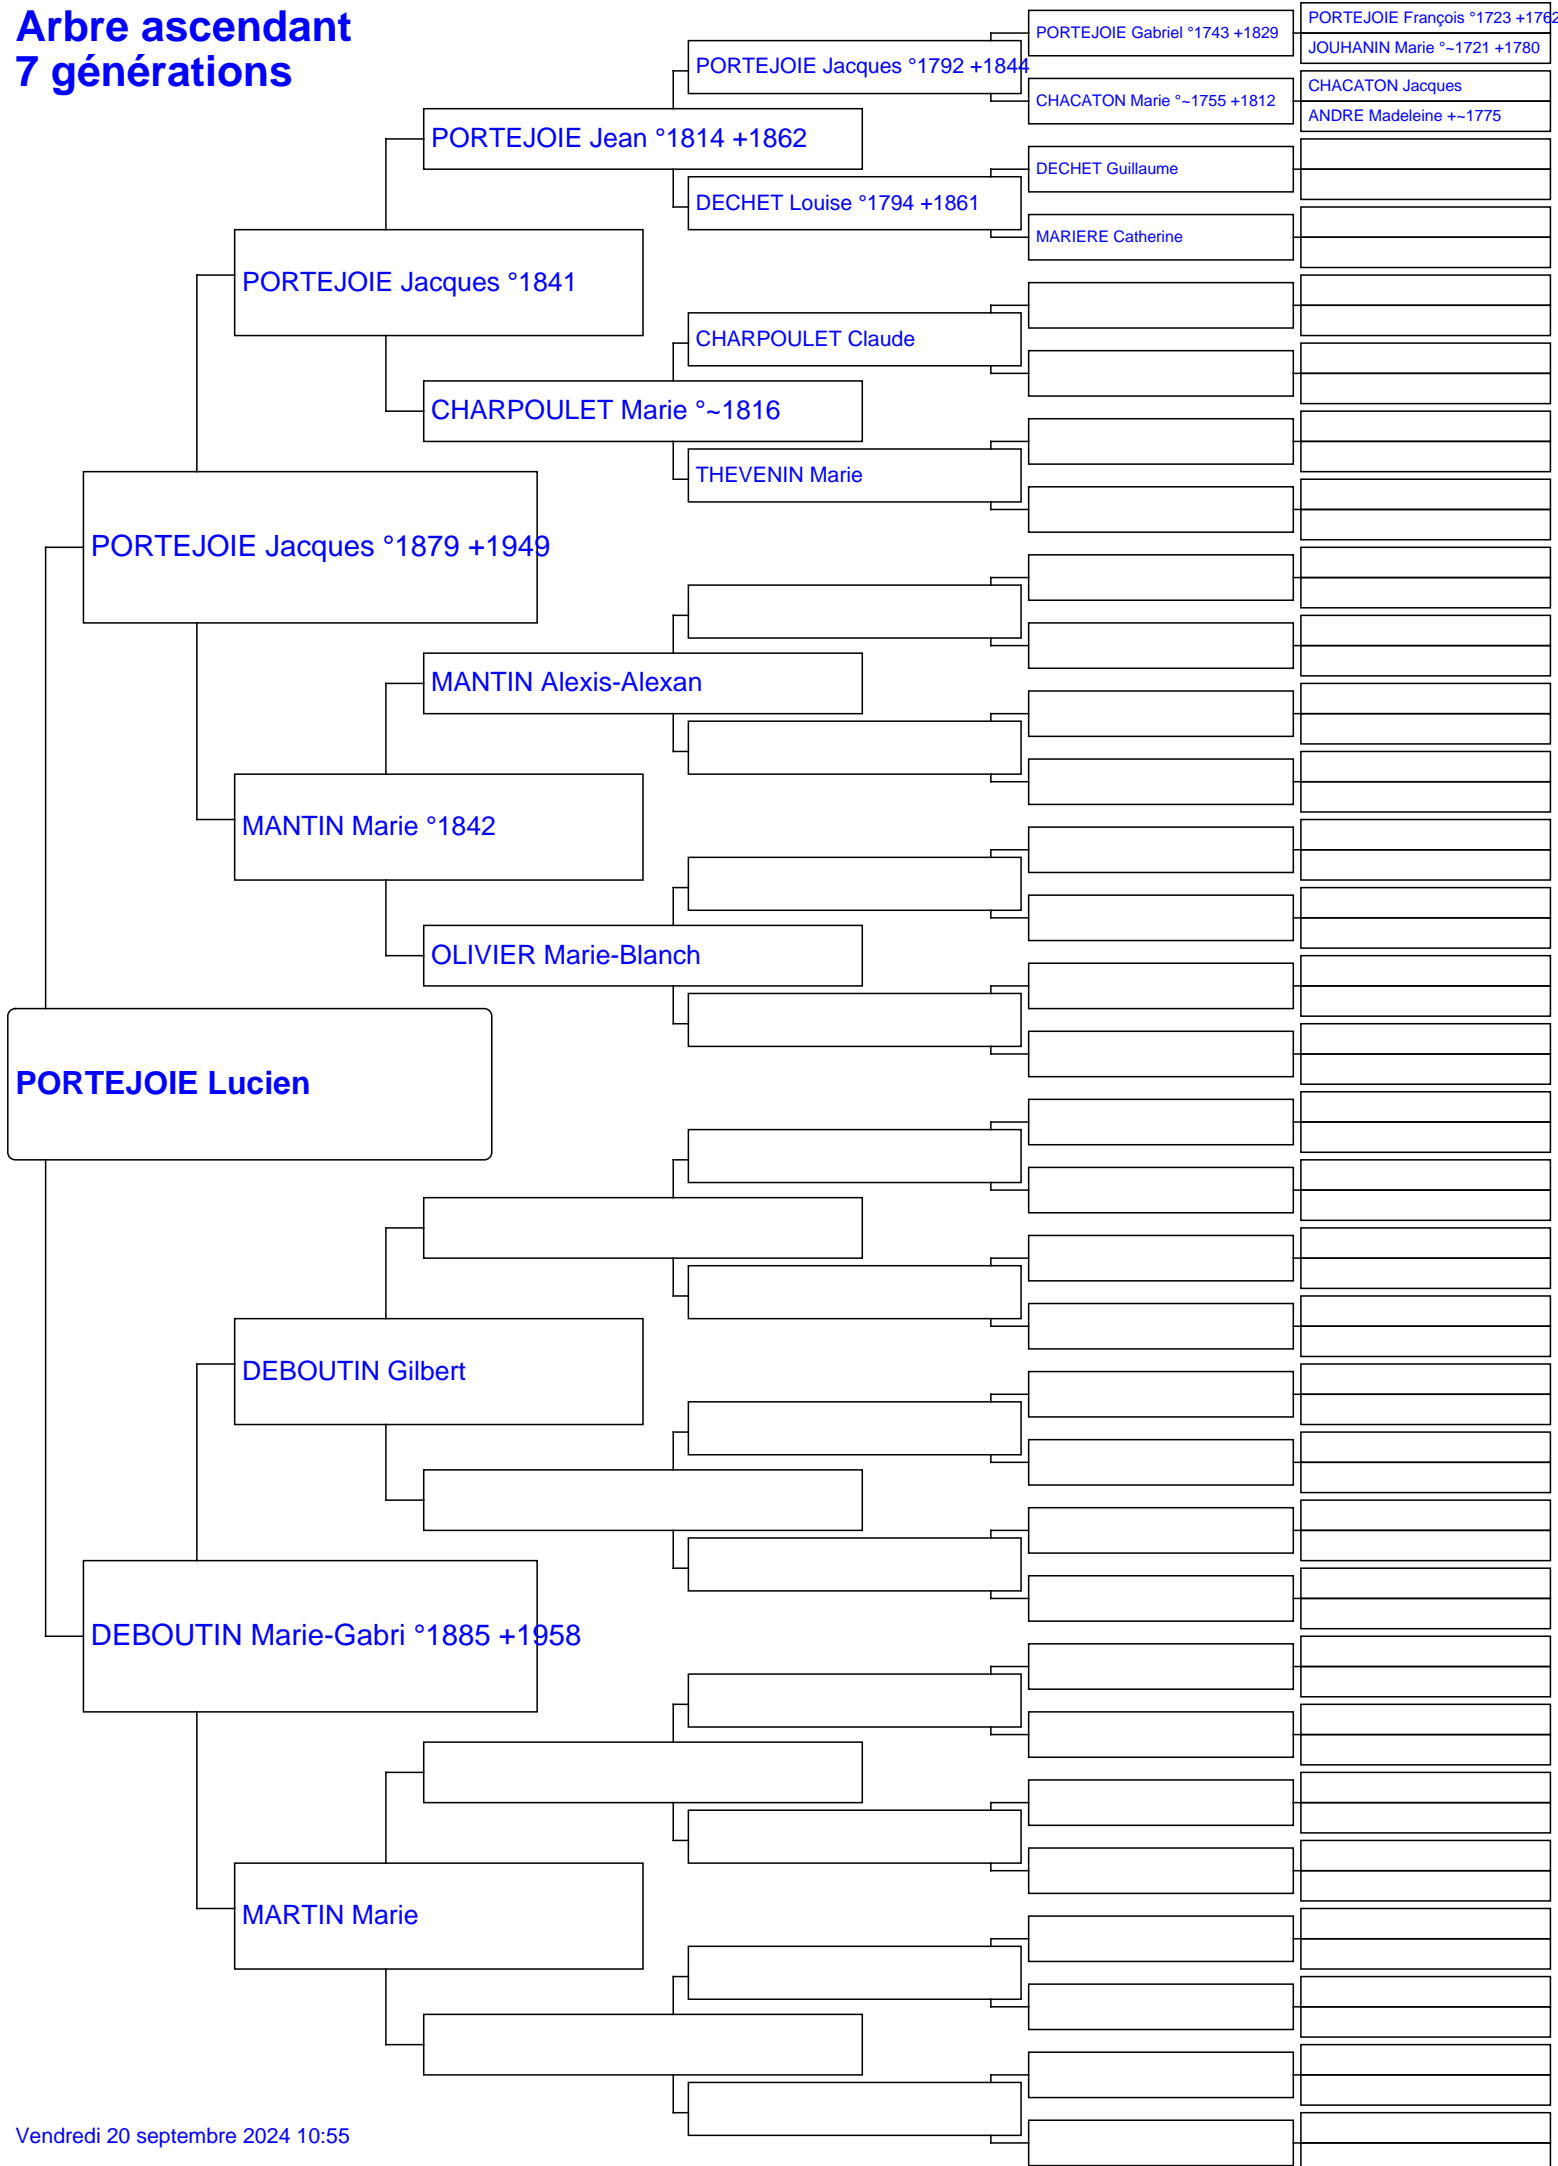 Arbre ascendant
7 générations
PORTEJOIE François °1723 +1762
PORTEJOIE Gabriel °1743 +1829
JOUHANIN Marie °~1721 +1780
PORTEJOIE Jacques °1792 +1844
CHACATON Jacques
CHACATON Marie °~1755 +1812
ANDRE Madeleine +~1775
PORTEJOIE Jean °1814 +1862
DECHET Guillaume
DECHET Louise °1794 +1861
MARIERE Catherine
PORTEJOIE Jacques °1841
CHARPOULET Claude
CHARPOULET Marie °~1816
THEVENIN Marie
PORTEJOIE Jacques °1879 +1949
MANTIN Alexis-Alexan
MANTIN Marie °1842
OLIVIER Marie-Blanch
PORTEJOIE Lucien
DEBOUTIN Gilbert
DEBOUTIN Marie-Gabri °1885 +1958
MARTIN Marie
Vendredi 20 septembre 2024 10:55